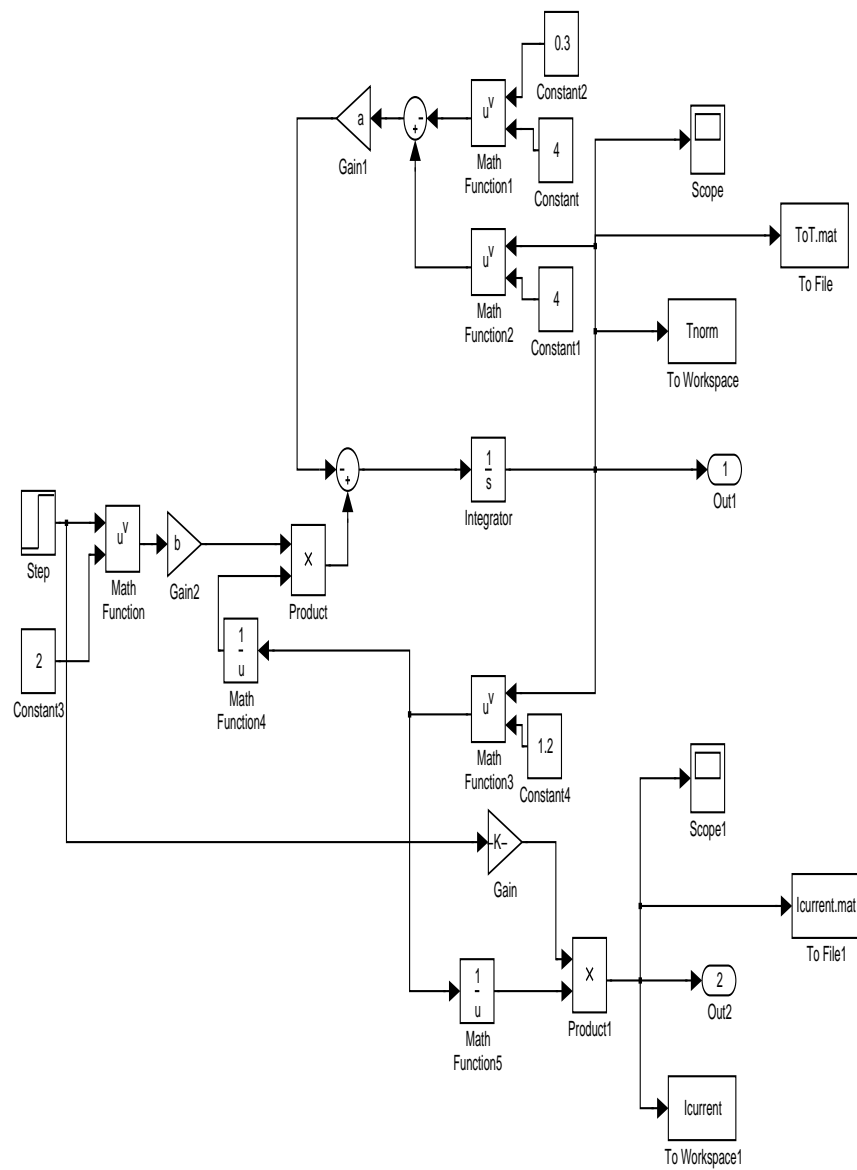 0.3
Constant2
u^v
Math
Function1
4
Constant
a
Gain1
-
+
Scope
ToT.mat
To File
u^v
Math
Function2
4
Constant1
Tnorm
To Workspace
-
+
1
s
Integrator
1
Out1
Step
u^v
Math
Function
b
Gain2
×
Product
2
Constant3
1
u
Math
Function4
u^v
Math
Function3
1.2
Constant4
Scope1
-K-
Gain
Icurrent.mat
To File1
1
u
Math
Function5
×
Product1
2
Out2
Icurrent
To Workspace1